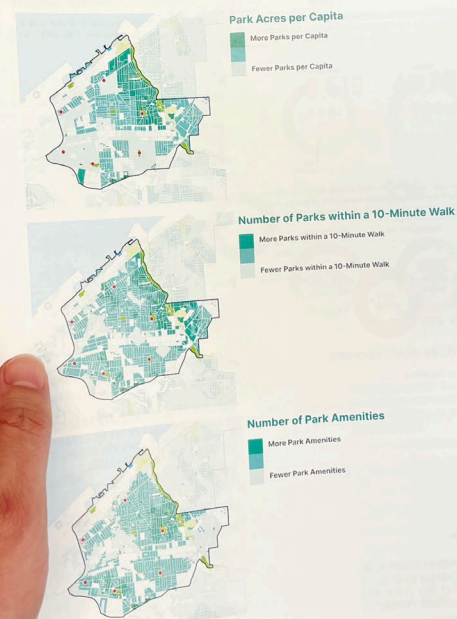 Park Acres per Capita
More Parks per Capita
Fewer Parks per Capita
Number of Parks within a 10-Minute Walk
More Parks within a 10-Minute Walk
Fewer Parks within a 10-Minute Walk
Number of Park Amenities
More Park Amenities
Fewer Park Amenities